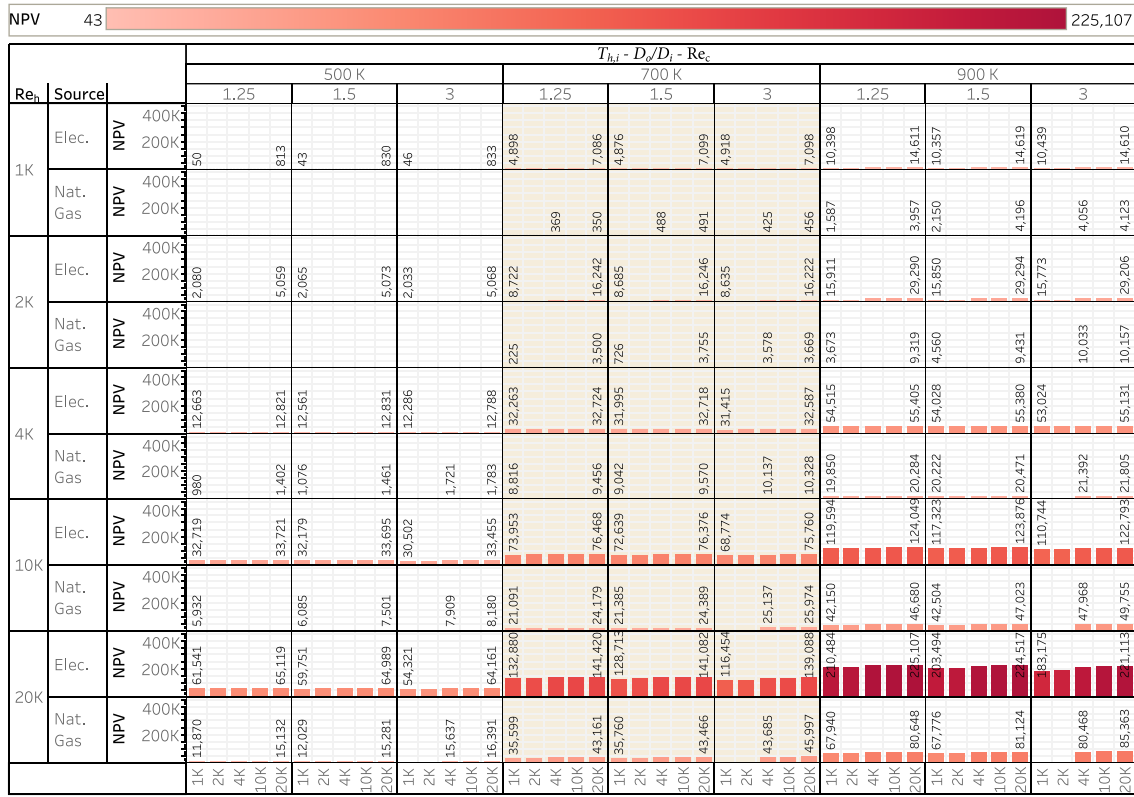 NPV 43 225,107
T_h,i - D_o/D_i - Re_c
500 K 700 K 900 K
Re_h Source 1.25 1.5 3 1.25 1.5 3 1.25 1.5 3
1K Elec. NPV 400K 200K 50 813 43 830 46 833 4,898 7,086 4,876 7,099 4,918 7,098 10,398 14,611 10,357 14,619 10,439 14,610
Nat. Gas NPV 400K 200K 369 350 488 491 425 456 1,587 3,957 2,150 4,196 4,056 4,123
2K Elec. NPV 400K 200K 2,080 5,059 2,065 5,073 2,033 5,068 8,722 16,242 8,685 16,246 8,635 16,222 15,911 29,290 15,850 29,294 15,773 29,206
Nat. Gas NPV 400K 200K 225 3,500 726 3,755 3,578 3,669 3,673 9,319 4,560 9,431 10,033 10,157
4K Elec. NPV 400K 200K 12,663 12,821 12,561 12,831 12,286 12,788 32,263 32,724 31,995 32,718 31,415 32,587 54,515 55,405 54,028 55,380 53,024 55,131
Nat. Gas NPV 400K 200K 980 1,402 1,076 1,461 1,721 1,783 8,816 9,456 9,042 9,570 10,137 10,328 19,850 20,284 20,222 20,471 21,392 21,805
10K Elec. NPV 400K 200K 32,719 33,721 32,179 33,695 30,502 33,455 73,953 76,468 72,639 76,376 68,774 75,760 119,594 124,049 117,323 123,876 110,744 122,793
Nat. Gas NPV 400K 200K 5,932 6,085 7,501 7,909 8,180 21,091 24,179 21,385 24,389 25,137 25,974 42,150 46,680 42,504 47,023 47,968 49,755
20K Elec. NPV 400K 200K 61,541 65,119 59,751 64,989 54,321 64,161 132,880 141,420 128,713 141,082 116,454 139,088 210,484 225,107 203,494 224,517 183,175 221,113
Nat. Gas NPV 400K 200K 11,870 15,132 12,029 15,281 15,637 16,391 35,599 43,161 35,760 43,466 43,685 45,997 67,940 80,648 67,776 81,124 80,468 85,363
1K 2K 4K 10K 20K 1K 2K 4K 10K 20K 1K 2K 4K 10K 20K 1K 2K 4K 10K 20K 1K 2K 4K 10K 20K 1K 2K 4K 10K 20K 1K 2K 4K 10K 20K 1K 2K 4K 10K 20K 1K 2K 4K 10K 20K